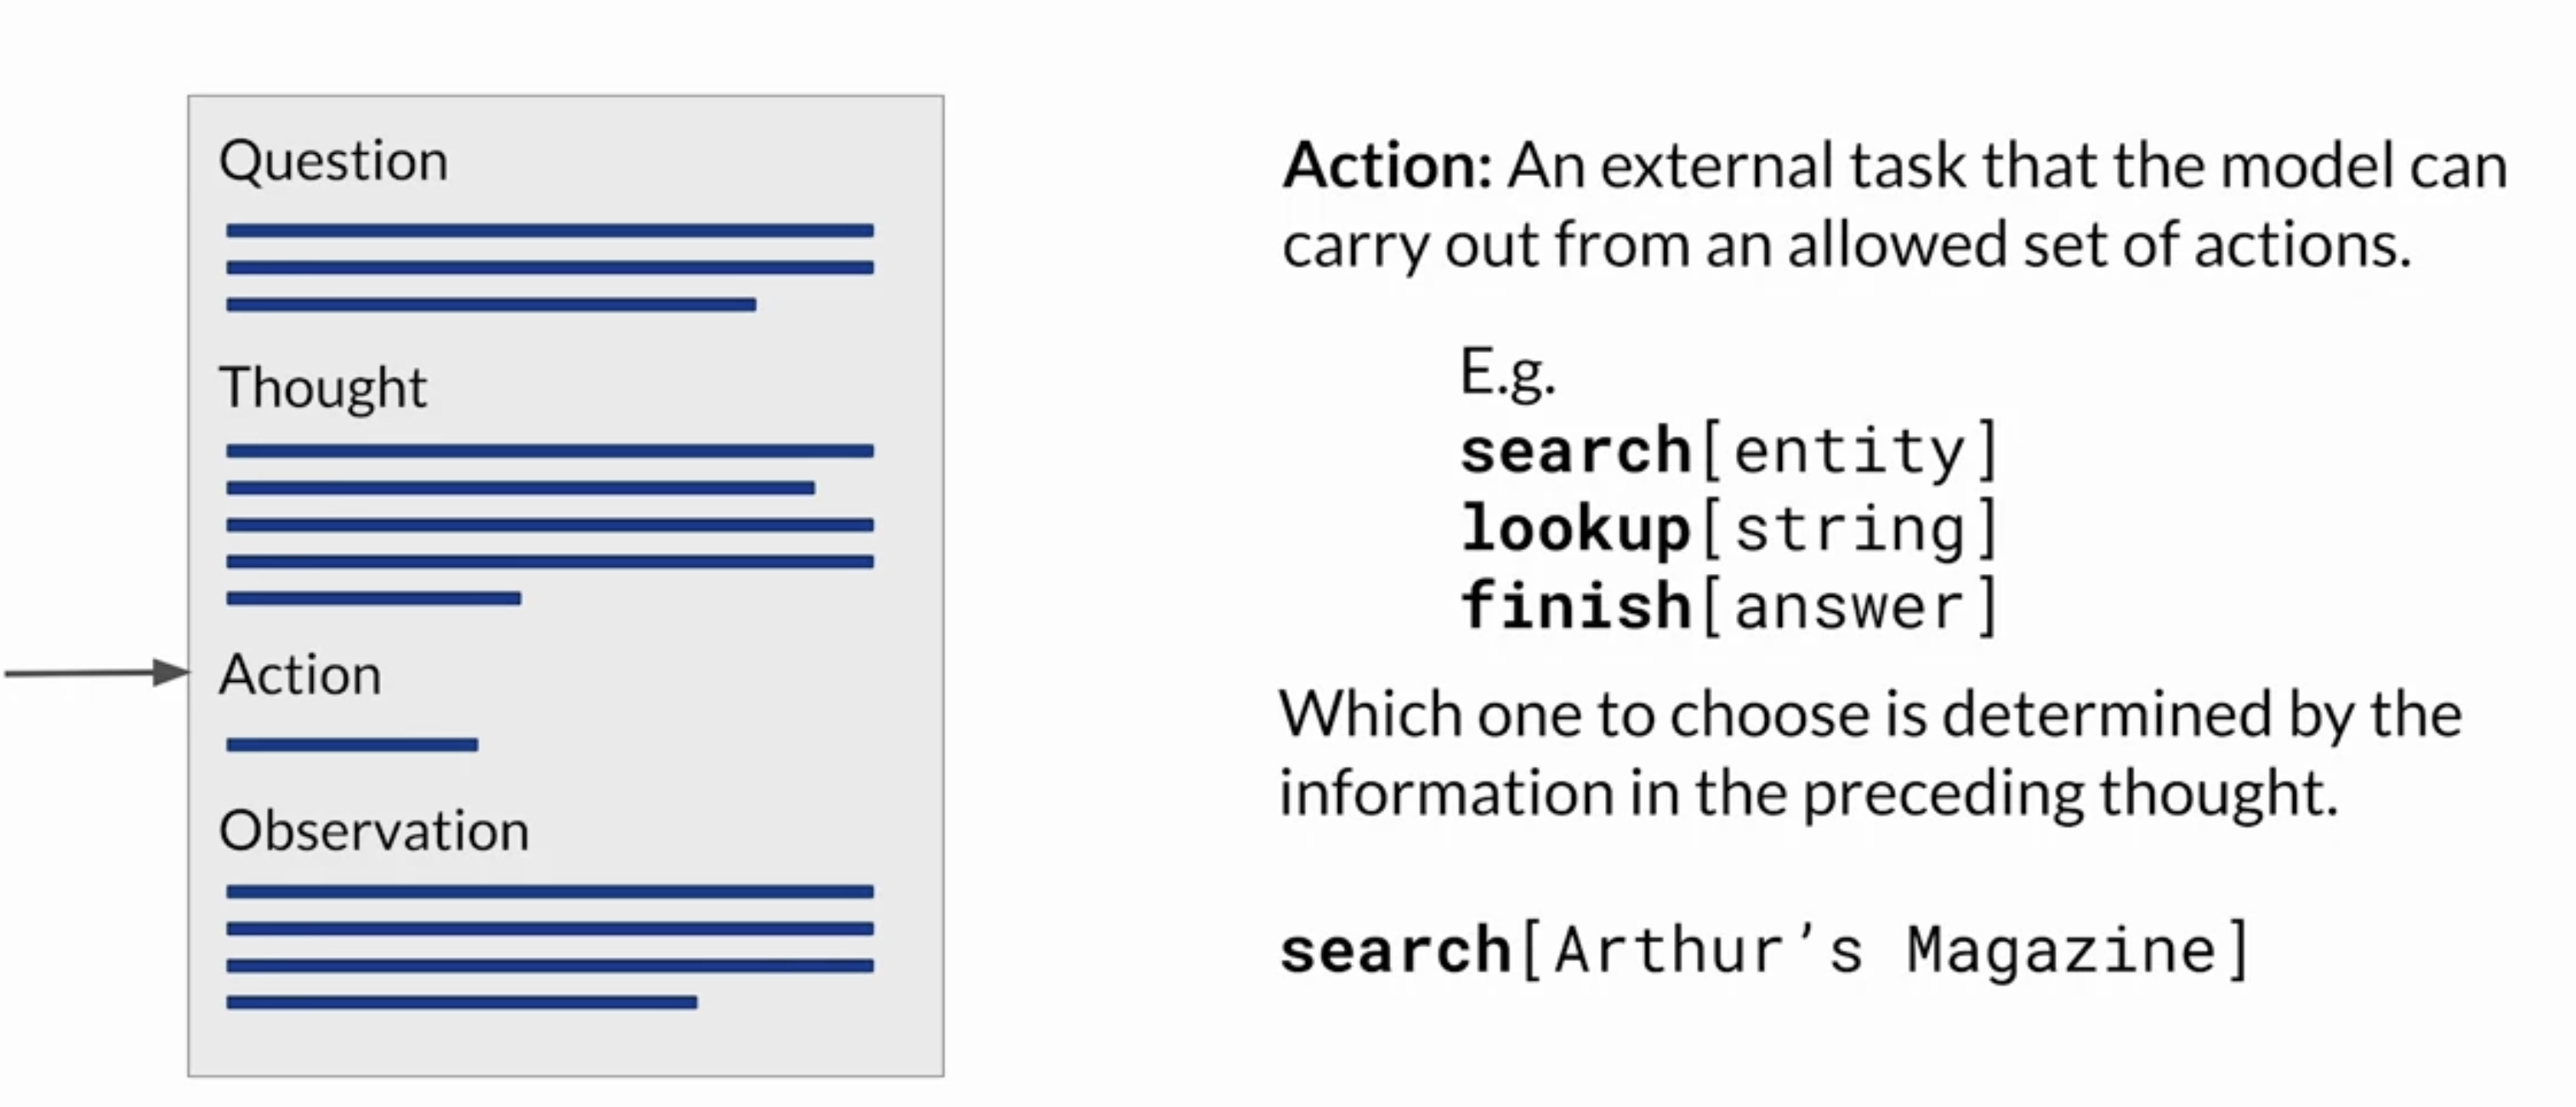 Question
Thought
Action
Observation
Action: An external task that the model can
carry out from an allowed set of actions.
E.g.
search[entity]
lookup[string]
finish[answer]
Which one to choose is determined by the
information in the preceding thought.
search[Arthur’s Magazine]